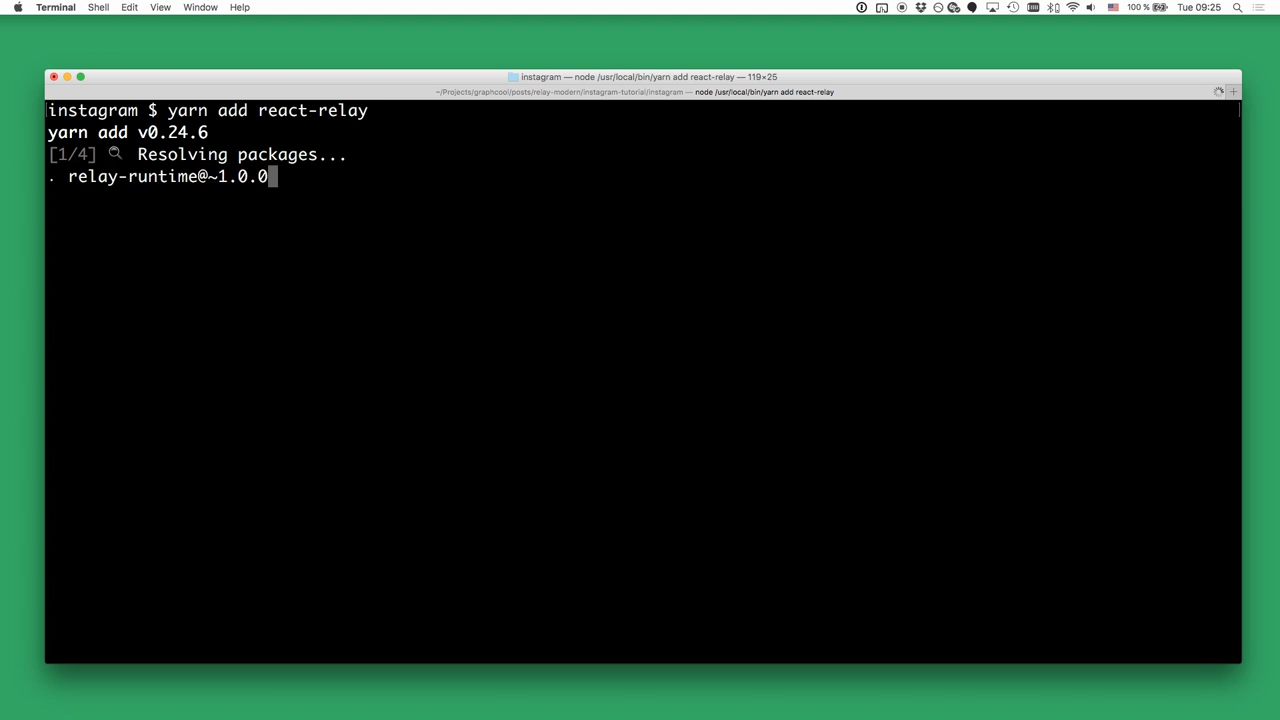 Terminal Shell Edit View Window Help 100 % Tue 09:25
instagram — node /usr/local/bin/yarn add react-relay — 119×25
~/Projects/graphcool/posts/relay-modern/instagram-tutorial/instagram — node /usr/local/bin/yarn add react-relay
instagram $ yarn add react-relay
yarn add v0.24.6
[1/4] 🔍 Resolving packages...
. relay-runtime@~1.0.0